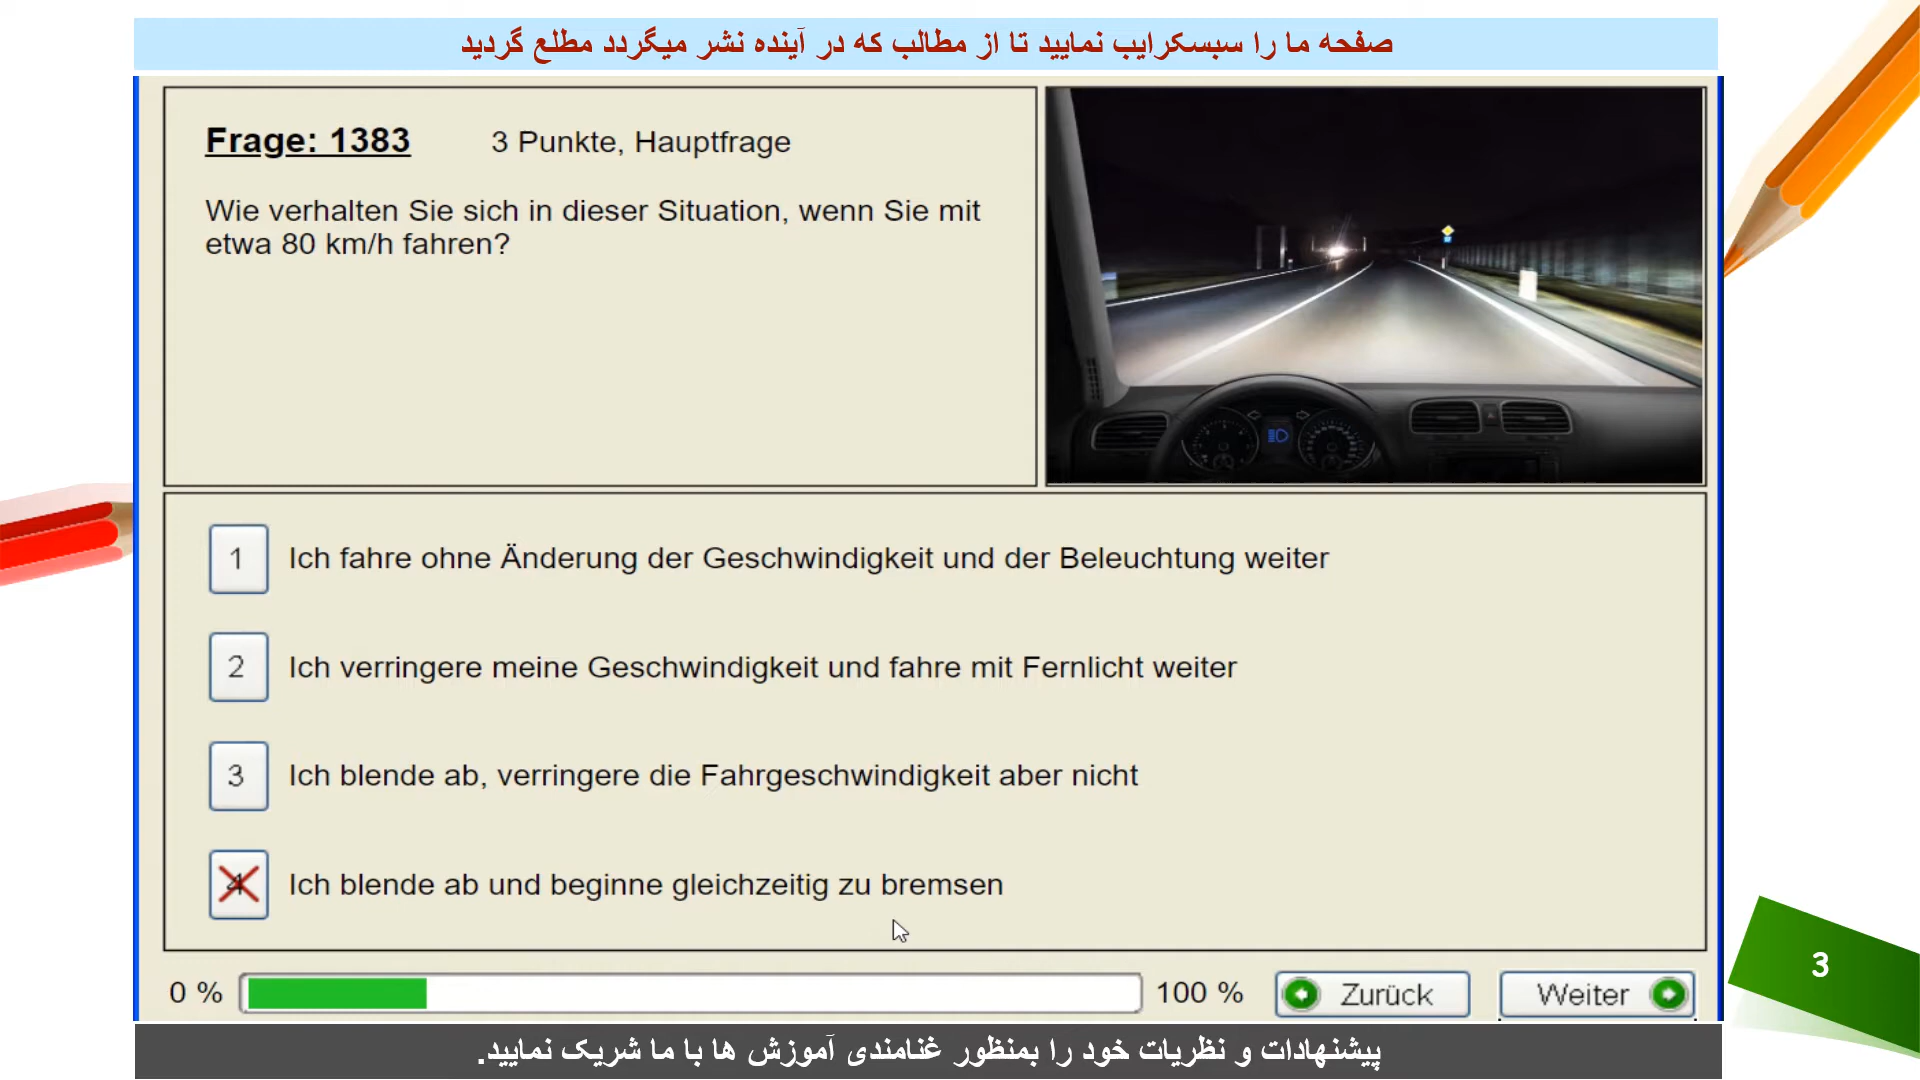 صفحه ما را سبسکرایب نمایید تا از مطالب که در آینده نشر میگردد مطلع گردید
Frage: 1383 3 Punkte, Hauptfrage
Wie verhalten Sie sich in dieser Situation, wenn Sie mit
etwa 80 km/h fahren?
1 Ich fahre ohne Änderung der Geschwindigkeit und der Beleuchtung weiter
2 Ich verringere meine Geschwindigkeit und fahre mit Fernlicht weiter
3 Ich blende ab, verringere die Fahrgeschwindigkeit aber nicht
4 Ich blende ab und beginne gleichzeitig zu bremsen
3
0 % 100 % Zurück Weiter
پیشنهادات و نظریات خود را بمنظور غنامندی آموزش ها با ما شریک نمایید.